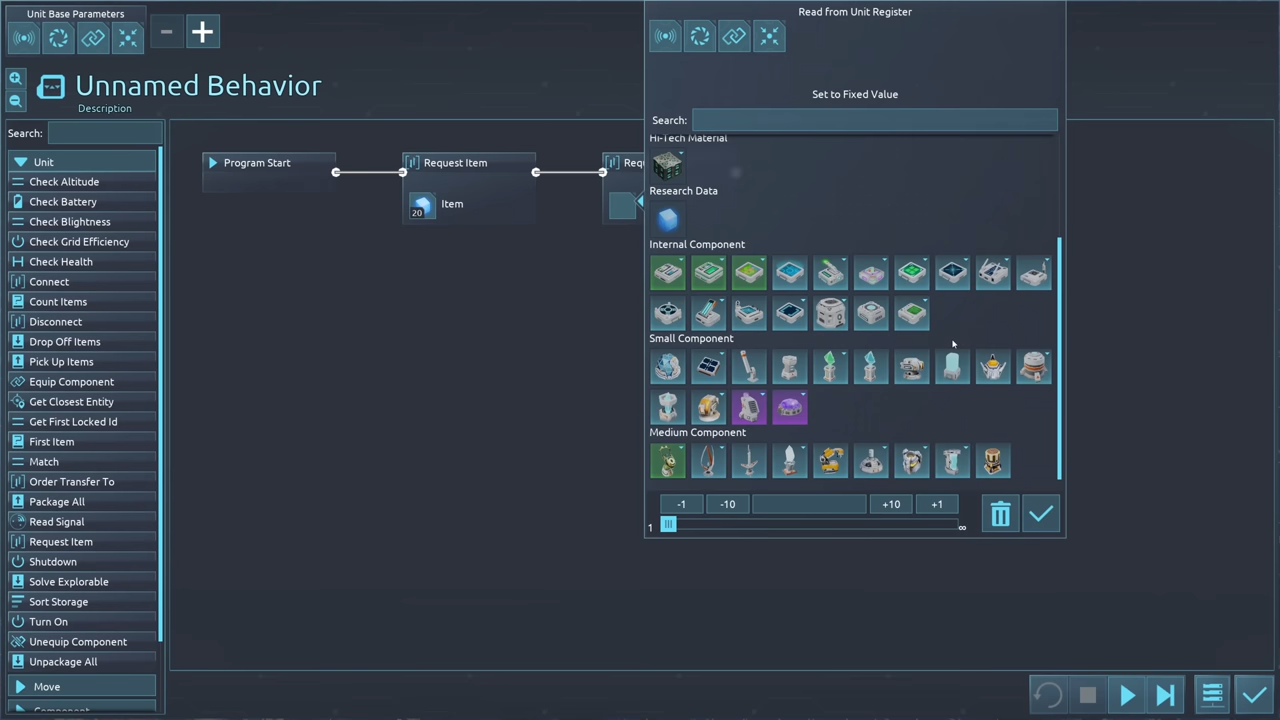 Unit Base Parameters
Read from Unit Register
Unnamed Behavior
Description
Set to Fixed Value
Search:
Search:
Unit
Check Altitude
Check Battery
Check Blightness
Check Grid Efficiency
Check Health
Connect
Count Items
Disconnect
Drop Off Items
Pick Up Items
Equip Component
Get Closest Entity
Get First Locked Id
First Item
Match
Order Transfer To
Package All
Read Signal
Request Item
Shutdown
Solve Explorable
Sort Storage
Turn On
Unequip Component
Unpackage All
Move
Component
Program Start
Request Item
20
Item
Requ
Hi-Tech Material
Research Data
Internal Component
Small Component
Medium Component
-1
-10
+10
+1
1
∞